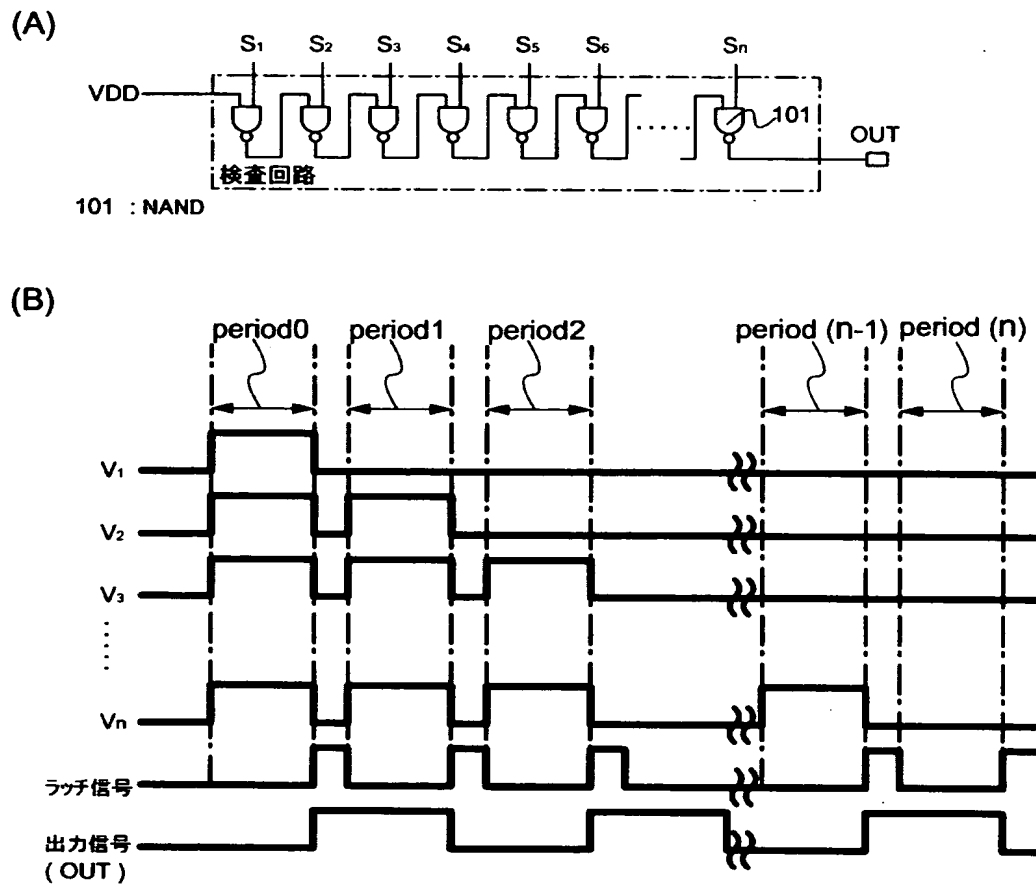 (A)
S1 S2 S3 S4 S5 S6 Sn
VDD
101
OUT
検査回路
101 : NAND
(B)
period0 period1 period2 period (n-1) period (n)
V1
V2
V3
Vn
ラッチ信号
出力信号
( OUT )